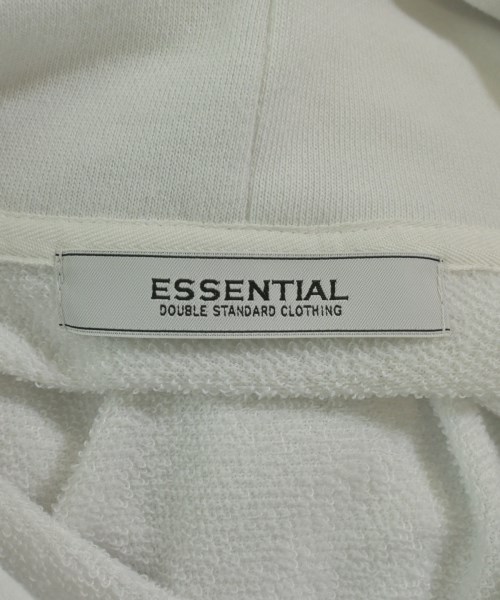 ESSENTIAL
DOUBLE STANDARD CLOTHING